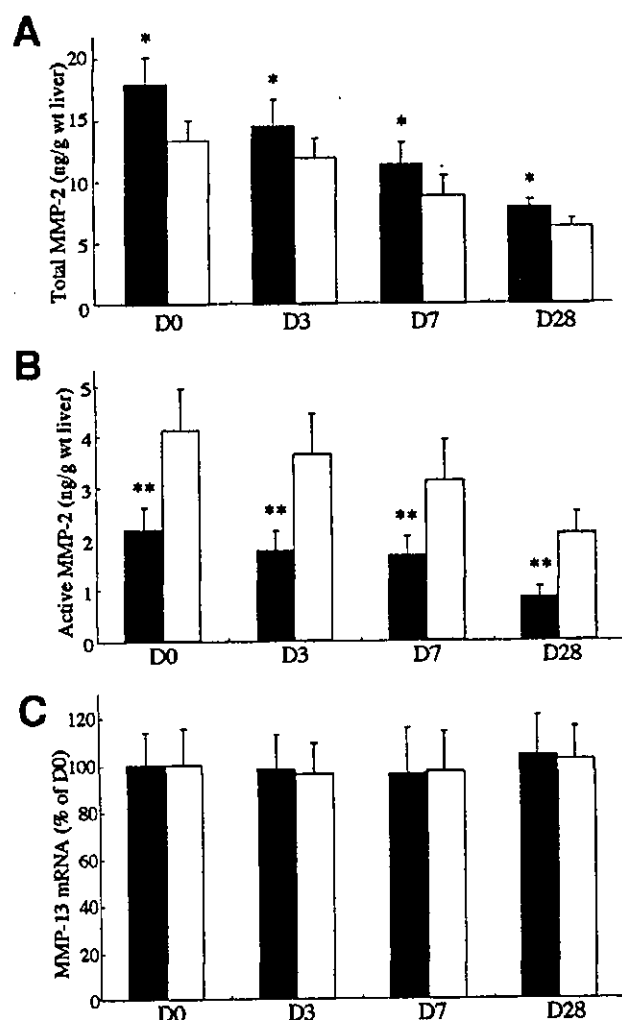 A
Total MMP-2 (ng/g wt liver)
20
15
10
5
0
*
*
*
*
D0 D3 D7 D28
B
Active MMP-2 (ng/g wt liver)
5
4
3
2
1
0
**
**
**
**
D0 D3 D7 D28
C
MMP-13 mRNA (% of D0)
120
100
80
60
40
20
0
D0 D3 D7 D28